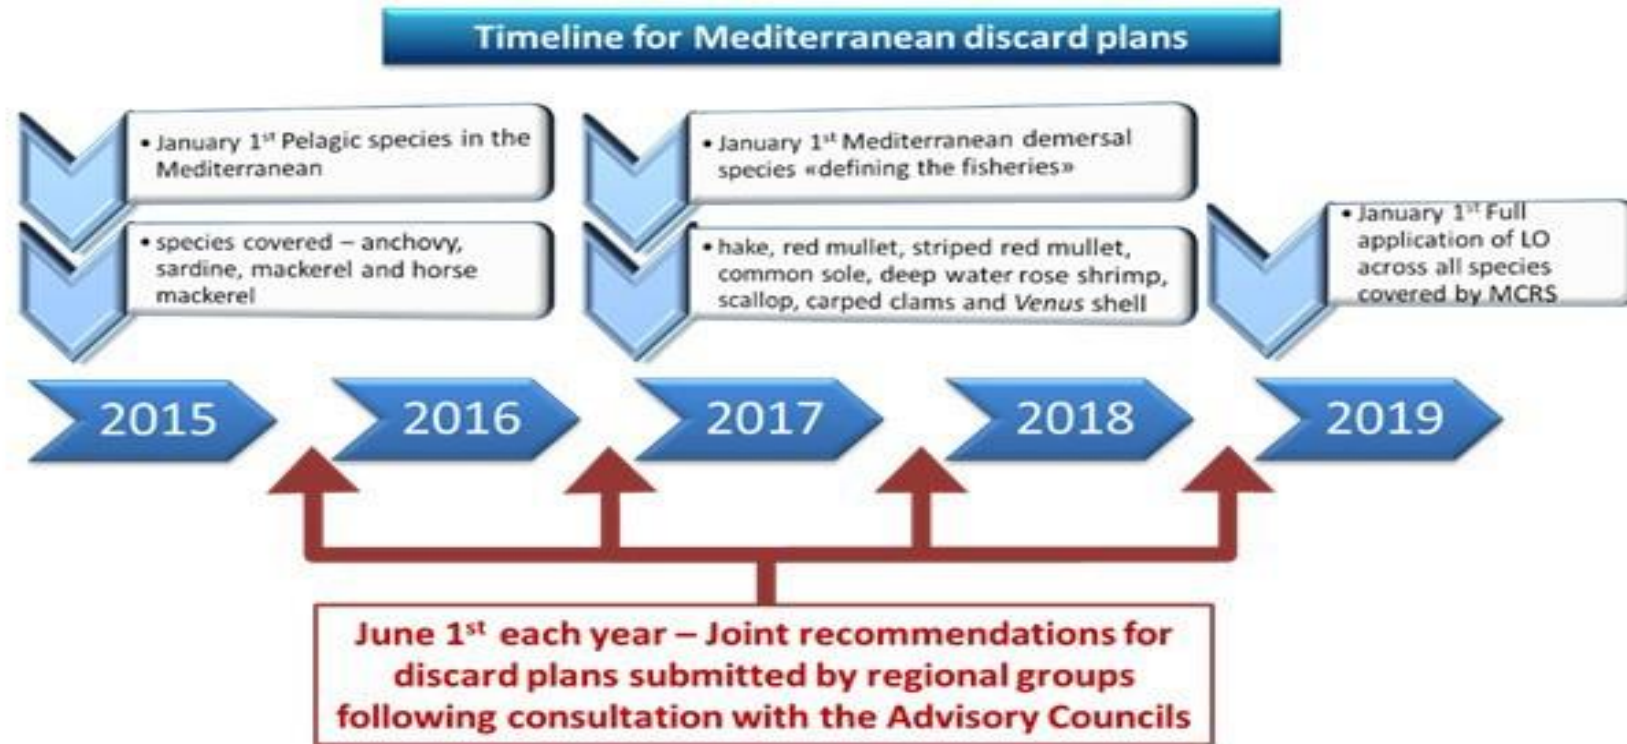 Timeline for Mediterranean discard plans
• January 1st Pelagic species in the
Mediterranean
• species covered – anchovy,
sardine, mackerel and horse
mackerel
• January 1st Mediterranean demersal
species «defining the fisheries»
• hake, red mullet, striped red mullet,
common sole, deep water rose shrimp,
scallop, carped clams and Venus shell
• January 1st Full
application of LO
across all species
covered by MCRS
2015
2016
2017
2018
2019
June 1st each year – Joint recommendations for
discard plans submitted by regional groups
following consultation with the Advisory Councils